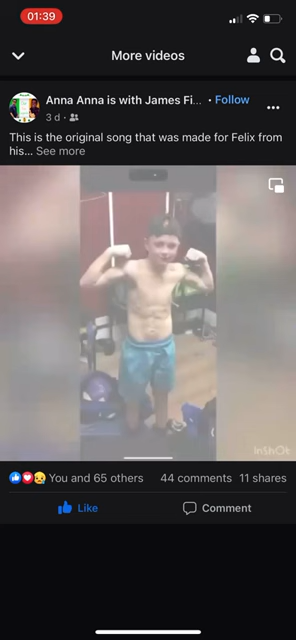 01:39
More videos
Anna Anna is with James Fi... • Follow
3 d •
This is the original song that was made for Felix from
his... See more
InShOt
You and 65 others 44 comments 11 shares
Like Comment